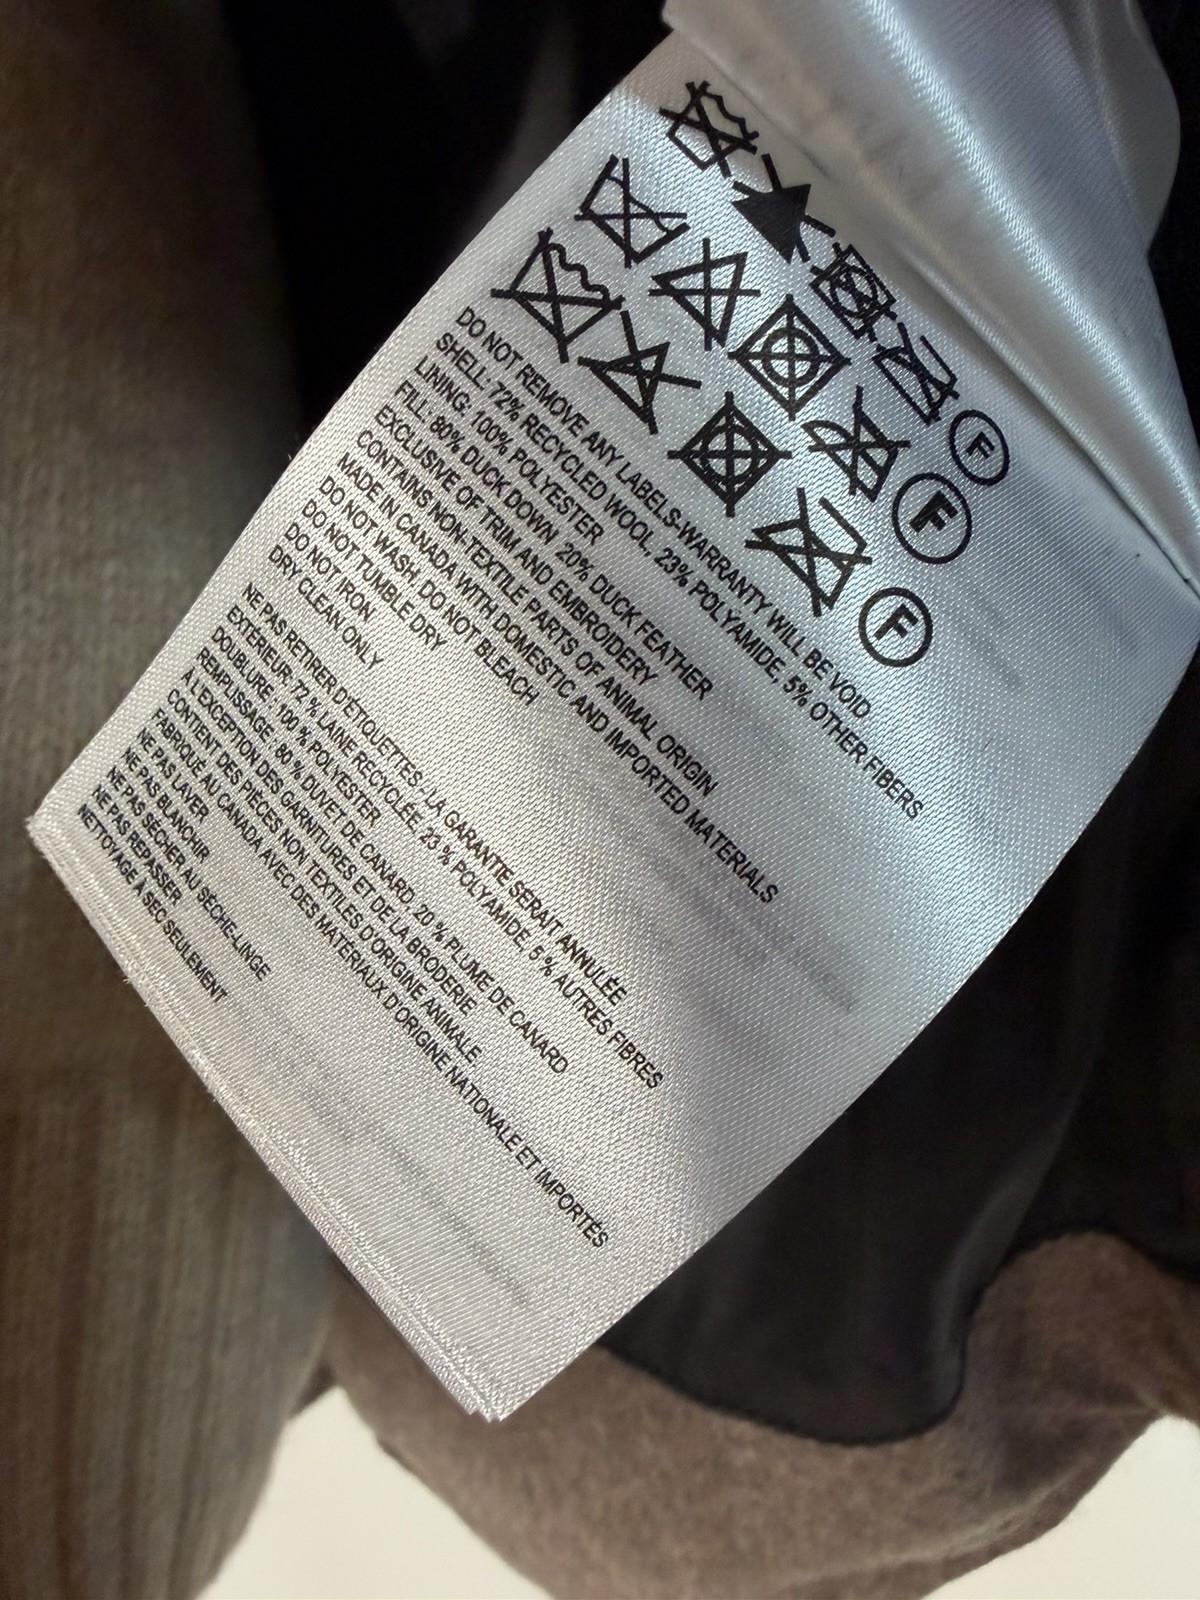 F
F
F
DO NOT REMOVE ANY LABELS-WARRANTY WILL BE VOID
SHELL: 72% RECYCLED WOOL, 23% POLYAMIDE, 5% OTHER FIBERS
LINING: 100% POLYESTER
FILL: 80% DUCK DOWN 20% DUCK FEATHER
EXCLUSIVE OF TRIM AND EMBROIDERY
CONTAINS NON-TEXTILE PARTS OF ANIMAL ORIGIN
MADE IN CANADA WITH DOMESTIC AND IMPORTED MATERIALS
DO NOT WASH, DO NOT BLEACH
DO NOT TUMBLE DRY
DO NOT IRON
DRY CLEAN ONLY
NE PAS RETIRER D'ETIQUETTES - LA GARANTIE SERAIT ANNULÉE
EXTERIEUR: 72 % LAINE RECYCLÉE, 23 % POLYAMIDE, 5 % AUTRES FIBRES
DOUBLURE : 100 % POLYESTER
REMPLISSAGE : 80 % DUVET DE CANARD, 20 % PLUME DE CANARD
À L'EXCEPTION DES GARNITURES ET DE LA BRODERIE
CONTIENT DES PIÈCES NON TEXTILES D'ORIGINE ANIMALE
FABRIQUÉ AU CANADA AVEC DES MATÉRIAUX D'ORIGINE NATIONALE ET IMPORTÉS
NE PAS LAVER
NE PAS BLANCHIR
NE PAS SECHER AU SECHE-LINGE
NE PAS REPASSER
NETTOYAGE A SEC SEULEMENT